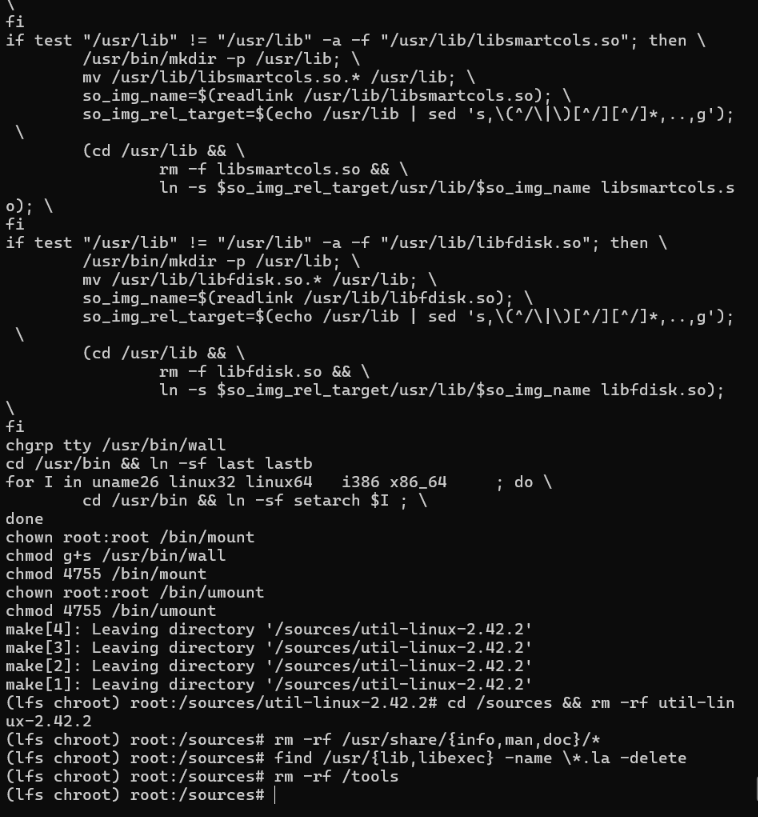 \
fi
if test "/usr/lib" != "/usr/lib" -a -f "/usr/lib/libsmartcols.so"; then \
        /usr/bin/mkdir -p /usr/lib; \
        mv /usr/lib/libsmartcols.so.* /usr/lib; \
        so_img_name=$(readlink /usr/lib/libsmartcols.so); \
        so_img_rel_target=$(echo /usr/lib | sed 's,\(^/\|\)[^/][^/]*,..,g');
 \
        (cd /usr/lib && \
                rm -f libsmartcols.so && \
                ln -s $so_img_rel_target/usr/lib/$so_img_name libsmartcols.s
o); \
fi
if test "/usr/lib" != "/usr/lib" -a -f "/usr/lib/libfdisk.so"; then \
        /usr/bin/mkdir -p /usr/lib; \
        mv /usr/lib/libfdisk.so.* /usr/lib; \
        so_img_name=$(readlink /usr/lib/libfdisk.so); \
        so_img_rel_target=$(echo /usr/lib | sed 's,\(^/\|\)[^/][^/]*,..,g');
 \
        (cd /usr/lib && \
                rm -f libfdisk.so && \
                ln -s $so_img_rel_target/usr/lib/$so_img_name libfdisk.so);
\
fi
chgrp tty /usr/bin/wall
cd /usr/bin && ln -sf last lastb
for I in uname26 linux32 linux64   i386 x86_64     ; do \
        cd /usr/bin && ln -sf setarch $I ; \
done
chown root:root /bin/mount
chmod g+s /usr/bin/wall
chmod 4755 /bin/mount
chown root:root /bin/umount
chmod 4755 /bin/umount
make[4]: Leaving directory '/sources/util-linux-2.42.2'
make[3]: Leaving directory '/sources/util-linux-2.42.2'
make[2]: Leaving directory '/sources/util-linux-2.42.2'
make[1]: Leaving directory '/sources/util-linux-2.42.2'
(lfs chroot) root:/sources/util-linux-2.42.2# cd /sources && rm -rf util-lin
ux-2.42.2
(lfs chroot) root:/sources# rm -rf /usr/share/{info,man,doc}/*
(lfs chroot) root:/sources# find /usr/{lib,libexec} -name \*.la -delete
(lfs chroot) root:/sources# rm -rf /tools
(lfs chroot) root:/sources#